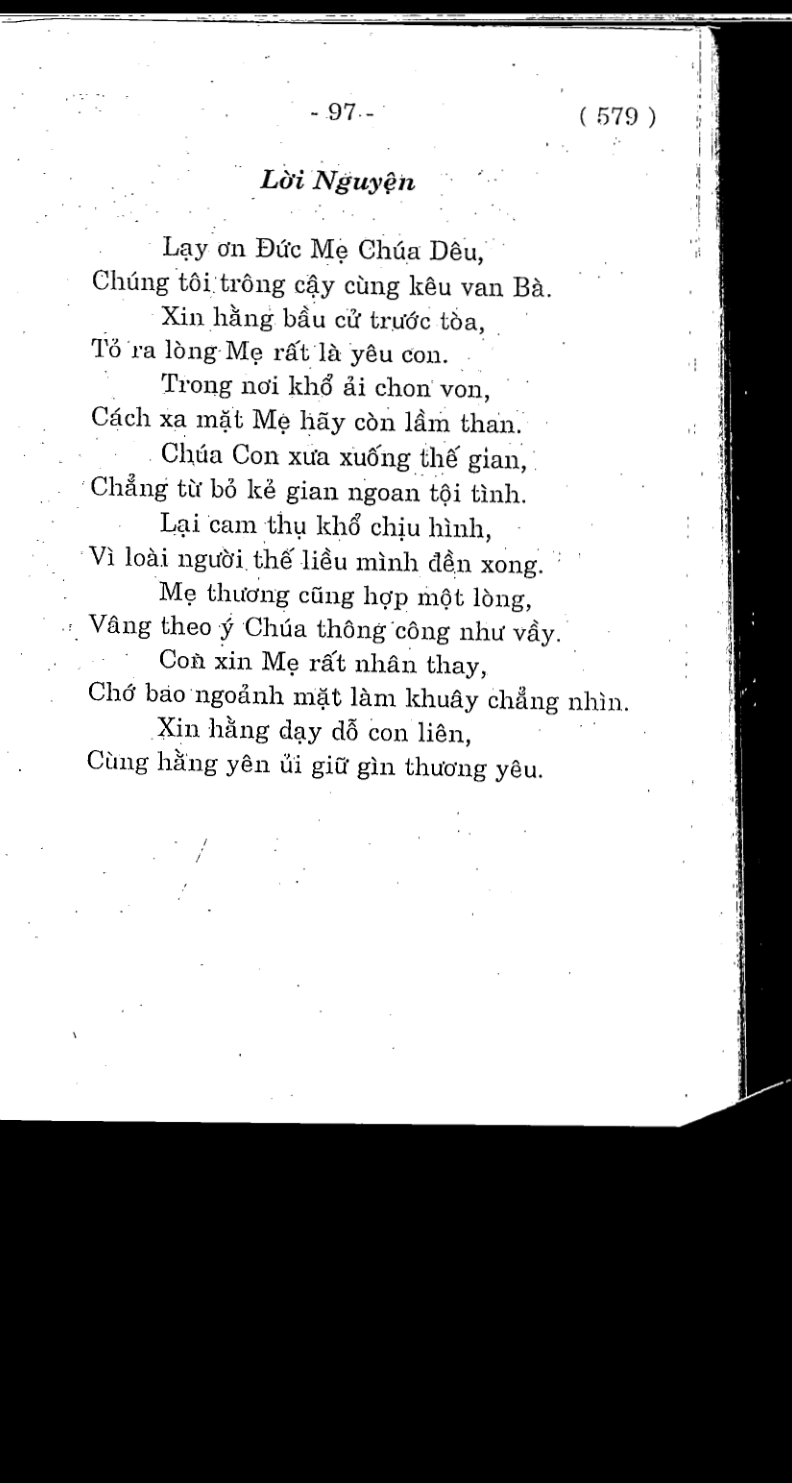 - 97 - ( 579 )
Lời Nguyện
Lạy ơn Đức Mẹ Chúa Dêu,
Chúng tôi trông cậy cùng kêu van Bà.
Xin hằng bầu cử trước tòa,
Tỏ ra lòng Mẹ rất là yêu con.
Trong nơi khổ ải chon von,
Cách xa mặt Mẹ hãy còn lầm than.
Chúa Con xưa xuống thế gian,
Chẳng từ bỏ kẻ gian ngoan tội tình.
Lại cam thụ khổ chịu hình,
Vì loài người thế liều mình đền xong.
Mẹ thương cũng hợp một lòng,
Vâng theo ý Chúa thông công như vầy.
Con xin Mẹ rất nhân thay,
Chớ bao ngoảnh mặt làm khuây chẳng nhìn.
Xin hằng dạy dỗ con liên,
Cùng hằng yên ủi giữ gìn thương yêu.